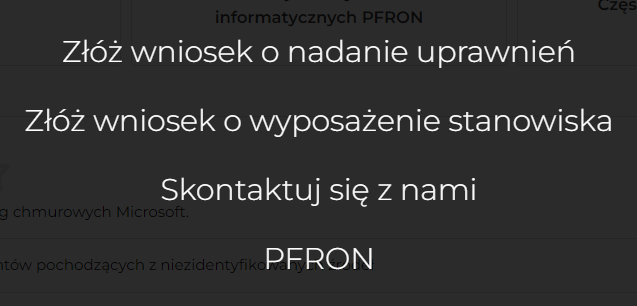 informatycznych PFRON
Częs
Złóż wniosek o nadanie uprawnień
Złóż wniosek o wyposażenie stanowiska
Skontaktuj się z nami
g chmurowych Microsoft.
PFRON
ntów pochodzących z niezidentyfikowanych